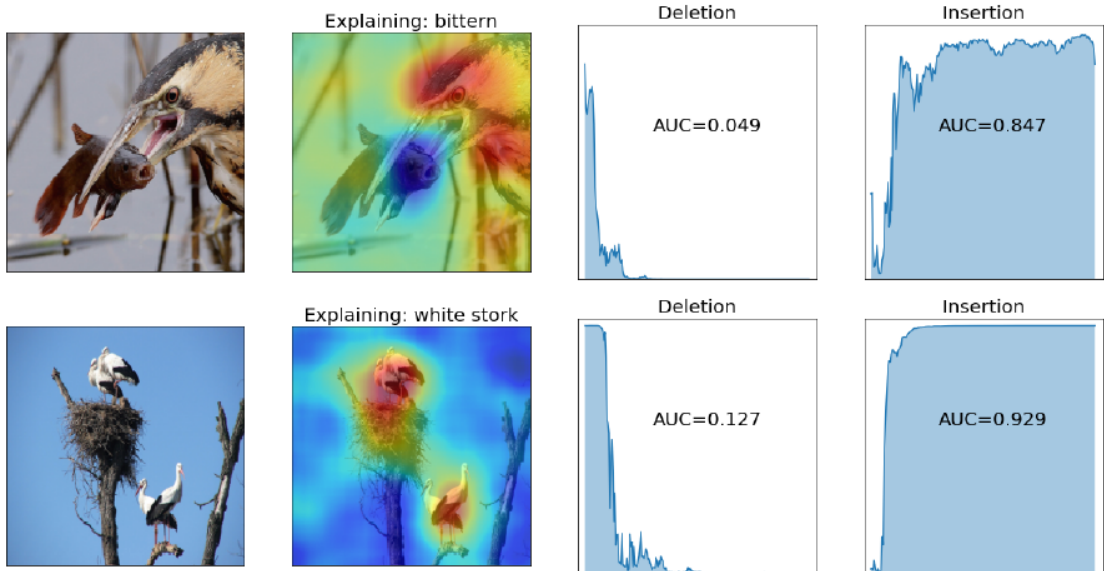 Explaining: bittern
Deletion
Insertion
AUC=0.049
AUC=0.847
Explaining: white stork
Deletion
Insertion
AUC=0.127
AUC=0.929